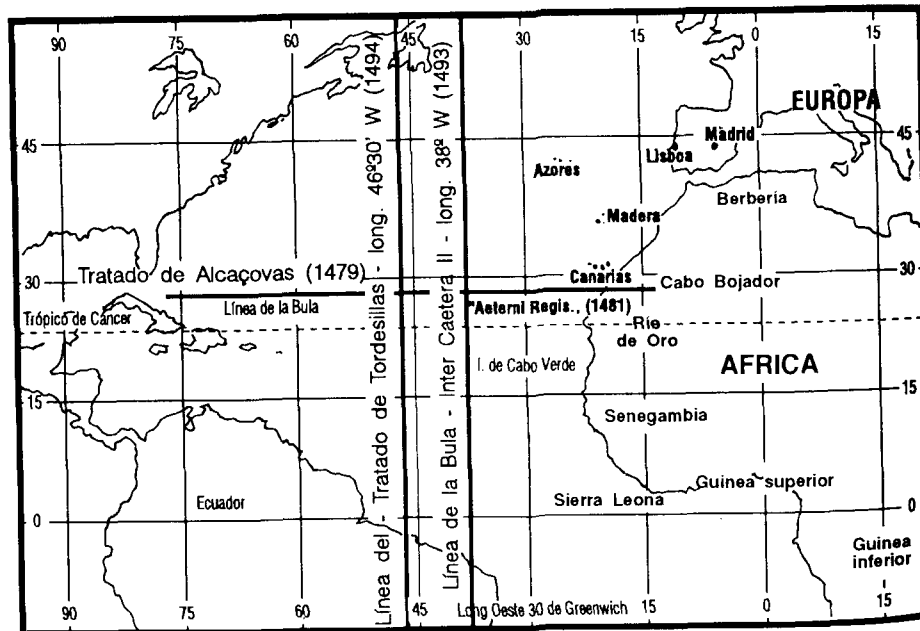 90
75
60
45
30
15
0
15
EUROPA
Madrid
Lisboa
45
45
Azores
Berbería
Madera
Canarias
Tratado de Alcaçovas (1479)
Cabo Bojador
30
30
Línea de la Bula
"Aeterni Regis.., (1481)
Trópico de Cáncer
Río
de Oro
I. de Cabo Verde
AFRICA
15
15
Senegambia
Guinea superior
Sierra Leona
Ecuador
0
0
Guinea
inferior
Línea del - Tratado de Tordesillas - long. 46º30' W (1494)
Línea de la Bula - Inter Caetera II - long. 38º W (1493)
Long Oeste 30 de Greenwich
90
75
60
45
15
0
15